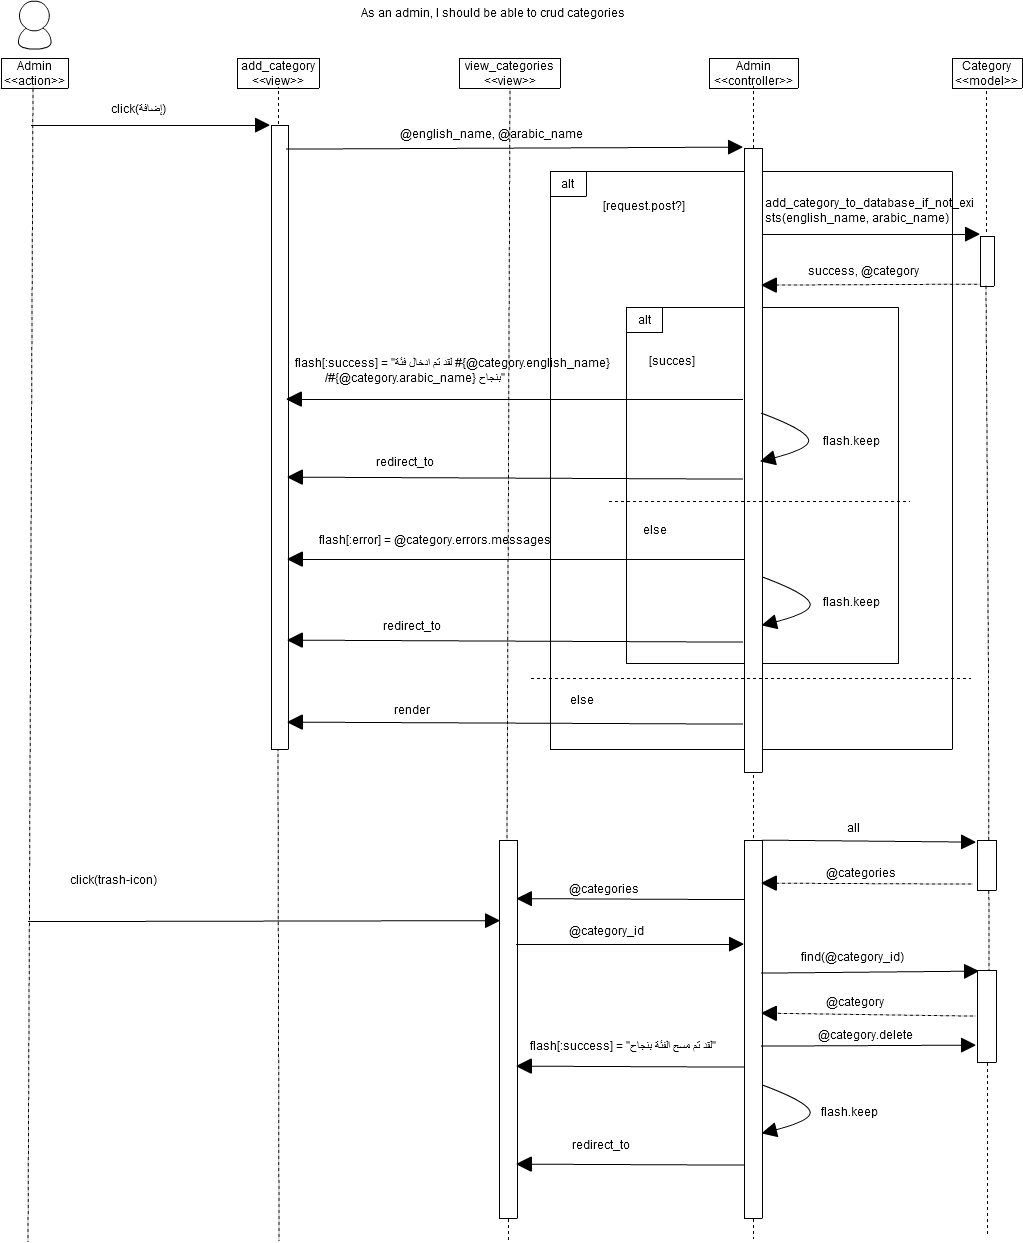 As an admin, I should be able to crud categories
Admin
<<action>>
add_category
<<view>>
view_categories
<<view>>
Admin
<<controller>>
Category
<<model>>
click(إضافة)
@english_name, @arabic_name
alt
[request.post?]
add_category_to_database_if_not_exi
sts(english_name, arabic_name)
success, @category
alt
[succes]
flash[:success] = "لقد تم ادخال فئة #{@category.english_name}
/#{@category.arabic_name} بنجاح"
flash.keep
redirect_to
else
flash[:error] = @category.errors.messages
flash.keep
redirect_to
else
render
all
@categories
click(trash-icon)
@categories
@category_id
find(@category_id)
@category
@category.delete
flash[:success] = "لقد تم مسح الفئة بنجاح"
flash.keep
redirect_to